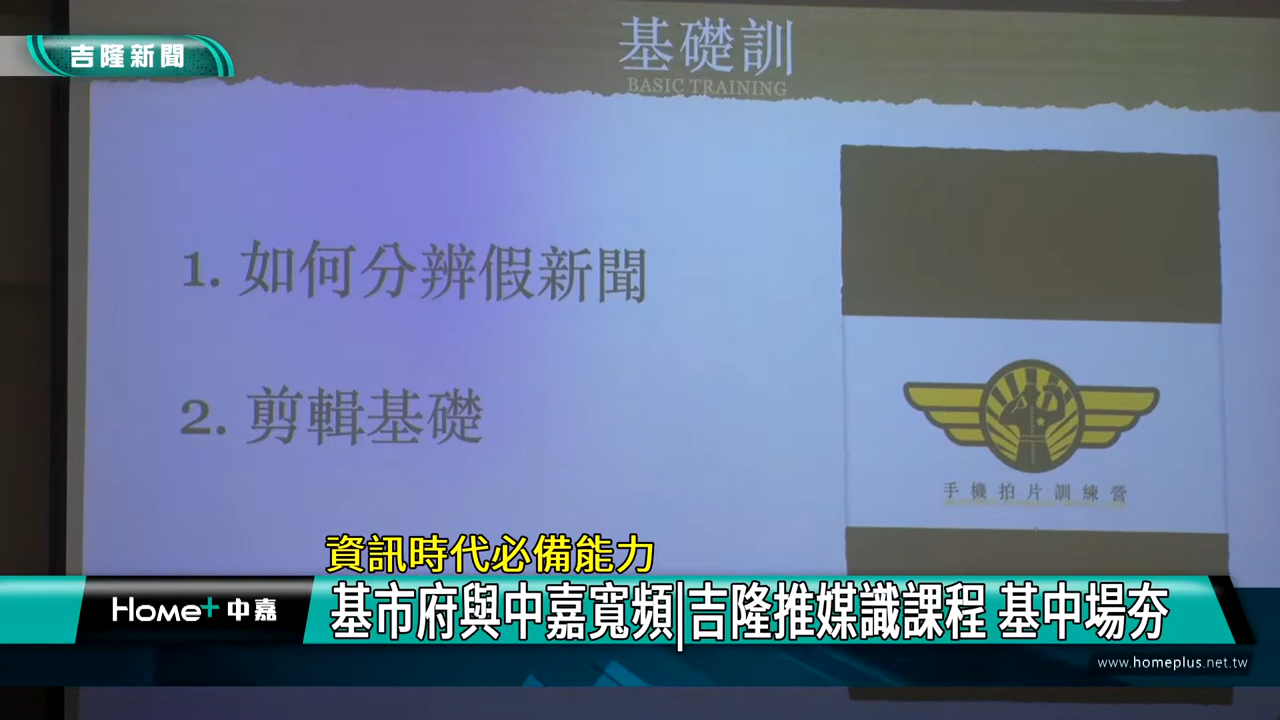 吉隆新聞
基礎訓
BASIC TRAINING
1. 如何分辨假新聞
2. 剪輯基礎
手機拍片訓練營
資訊時代必備能力
Home+ 中嘉
基市府與中嘉寬頻|吉隆推媒識課程 基中場夯
www.homeplus.net.tw